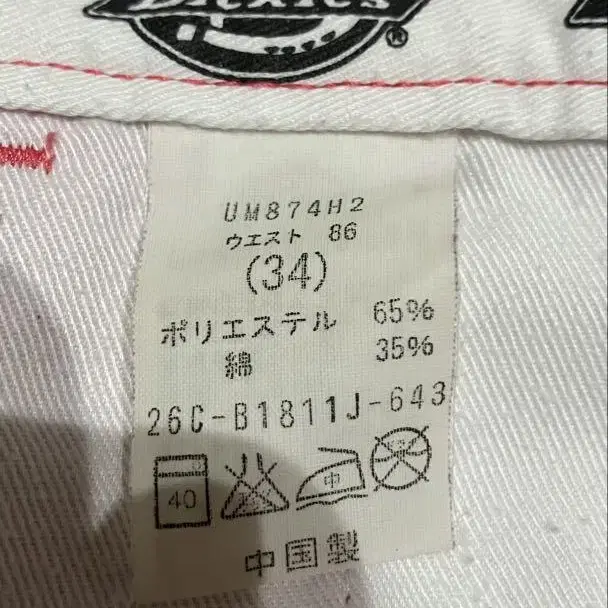 Dickies
®
UM874H2
ウエスト 86
(34)
ポリエステル 65%
綿 35%
26C-B1811J-643
40
中
中国製